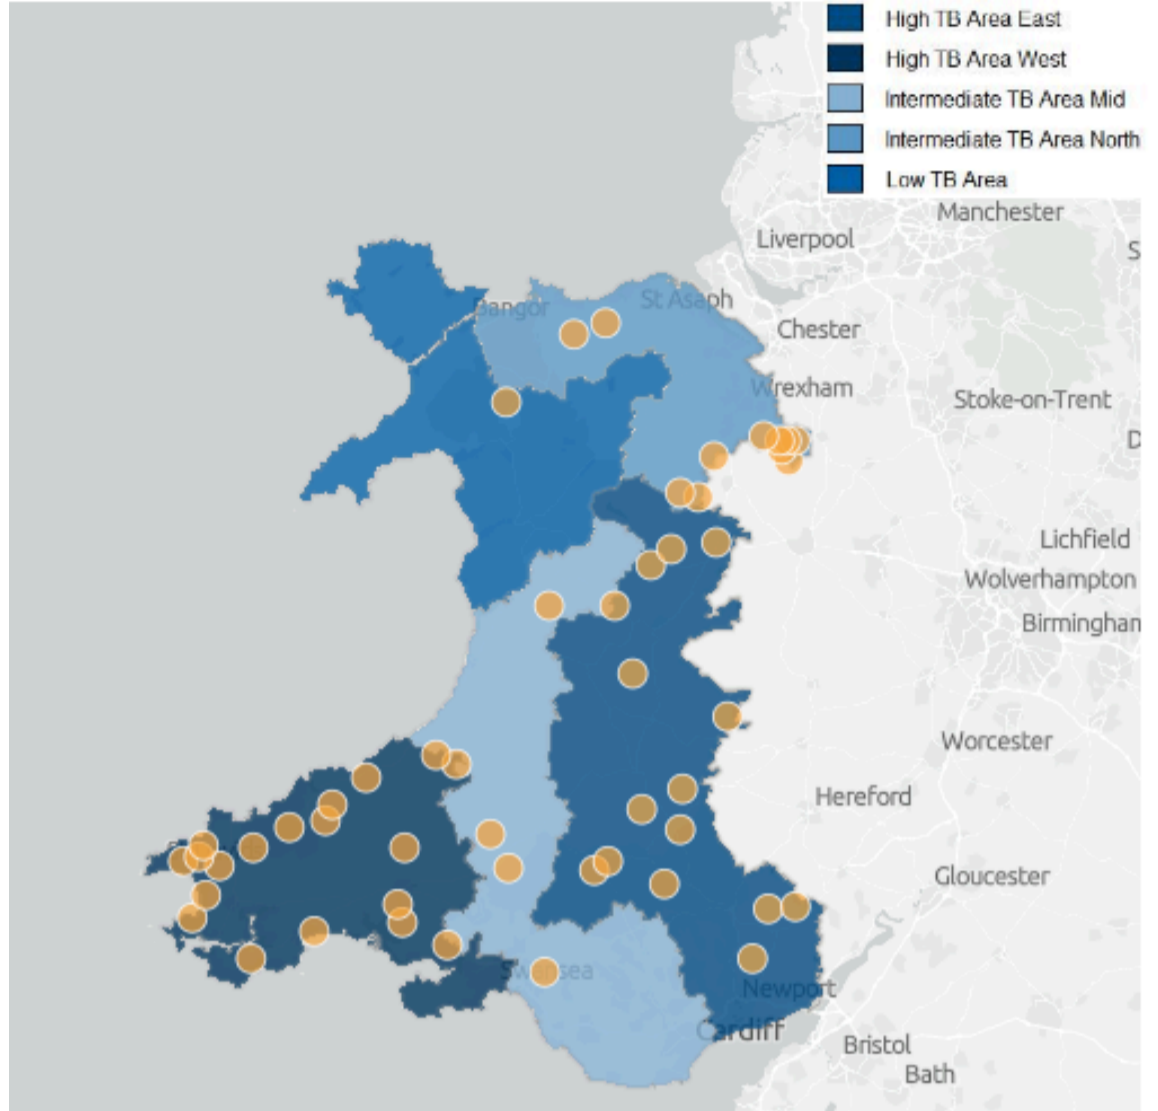 High TB Area East
High TB Area West
Intermediate TB Area Mid
Intermediate TB Area North
Low TB Area
Manchester
Liverpool
S
Bangor
St Asaph
Chester
Wrexham
Stoke-on-Trent
D
Lichfield
Wolverhampton
Birminghan
Worcester
Hereford
Gloucester
Swansea
Newport
Cardiff
Bristol
Bath